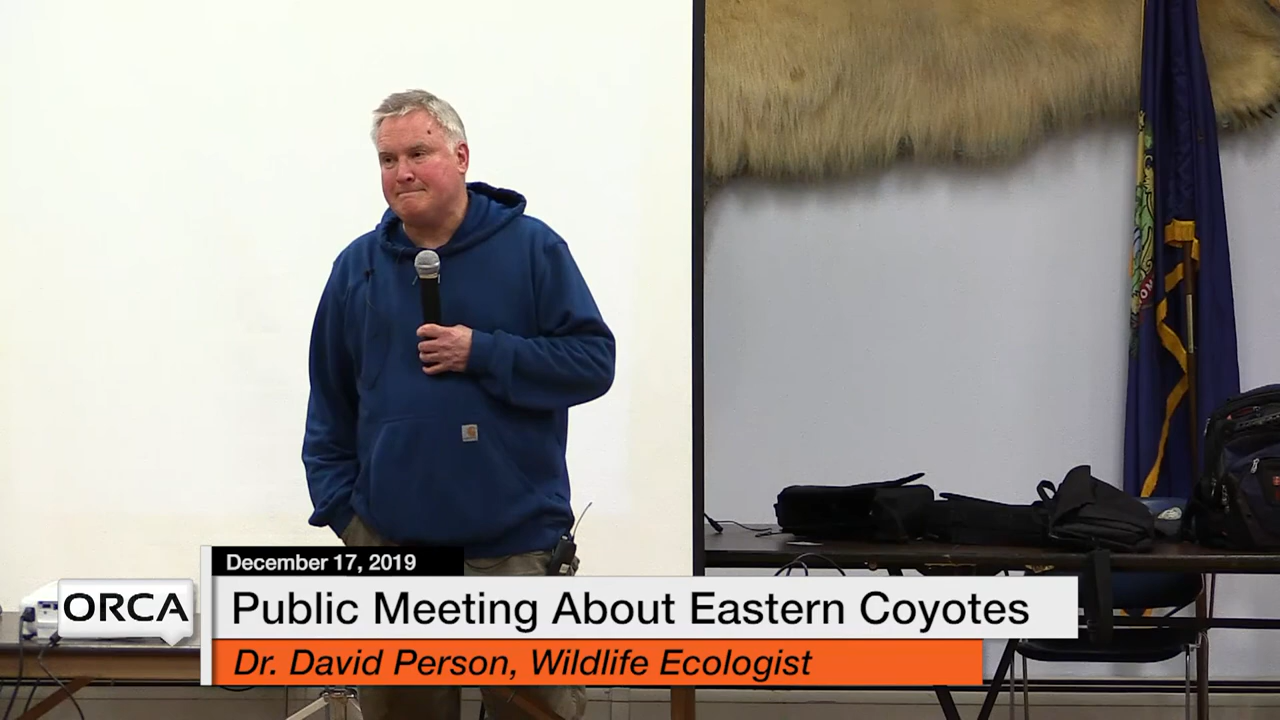 December 17, 2019
ORCA
Public Meeting About Eastern Coyotes
Dr. David Person, Wildlife Ecologist